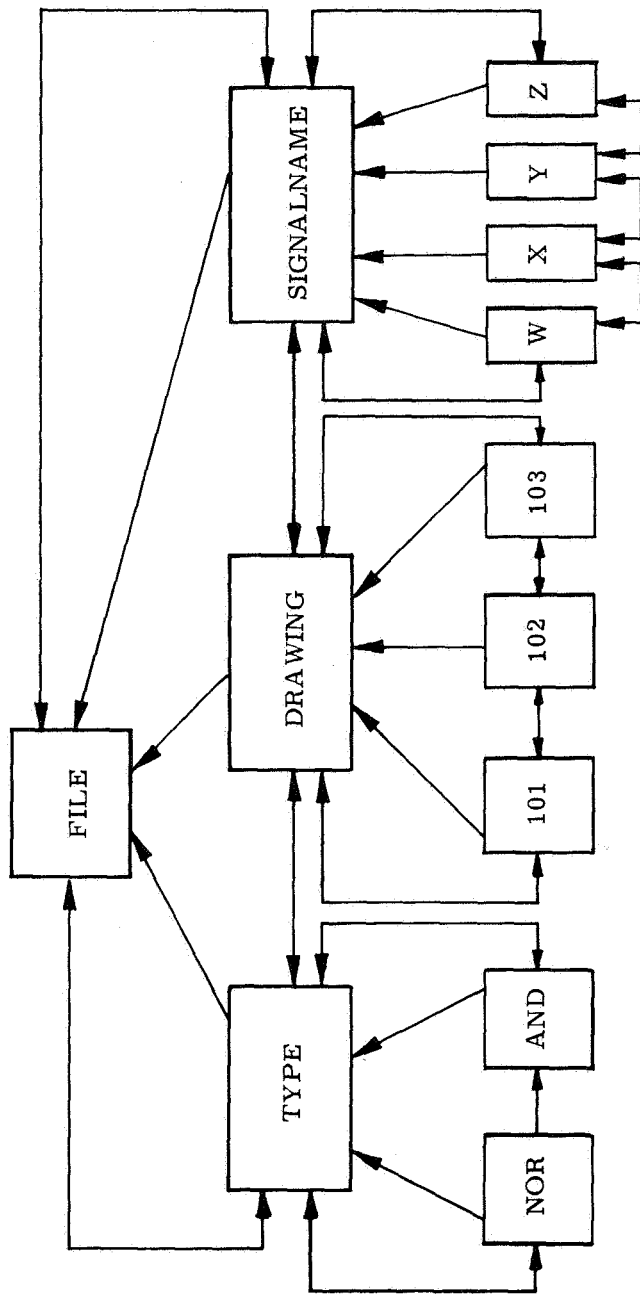 FILE
TYPE
DRAWING
SIGNALNAME
NOR
AND
101
102
103
W
X
Y
Z